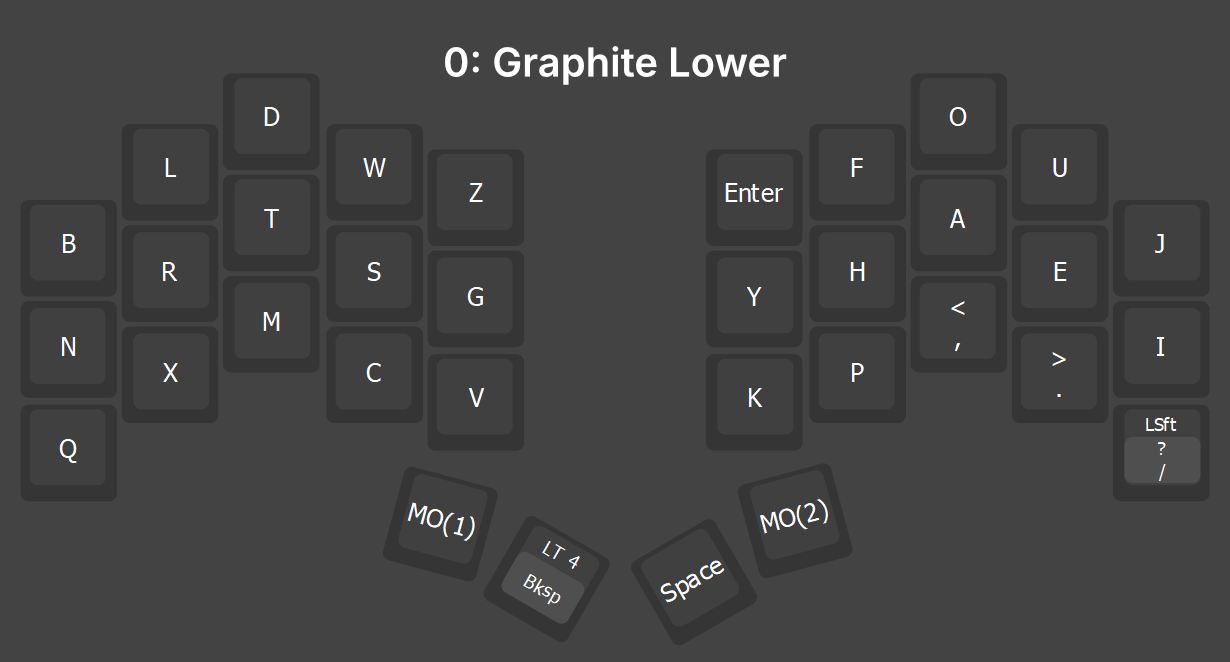 0: Graphite Lower
B L D W Z Enter F O U J
N R T S G Y H A E I
Q X M C V K P <
,
>
.
LSft
?
/
MO(1)
LT 4
Bksp
Space
MO(2)